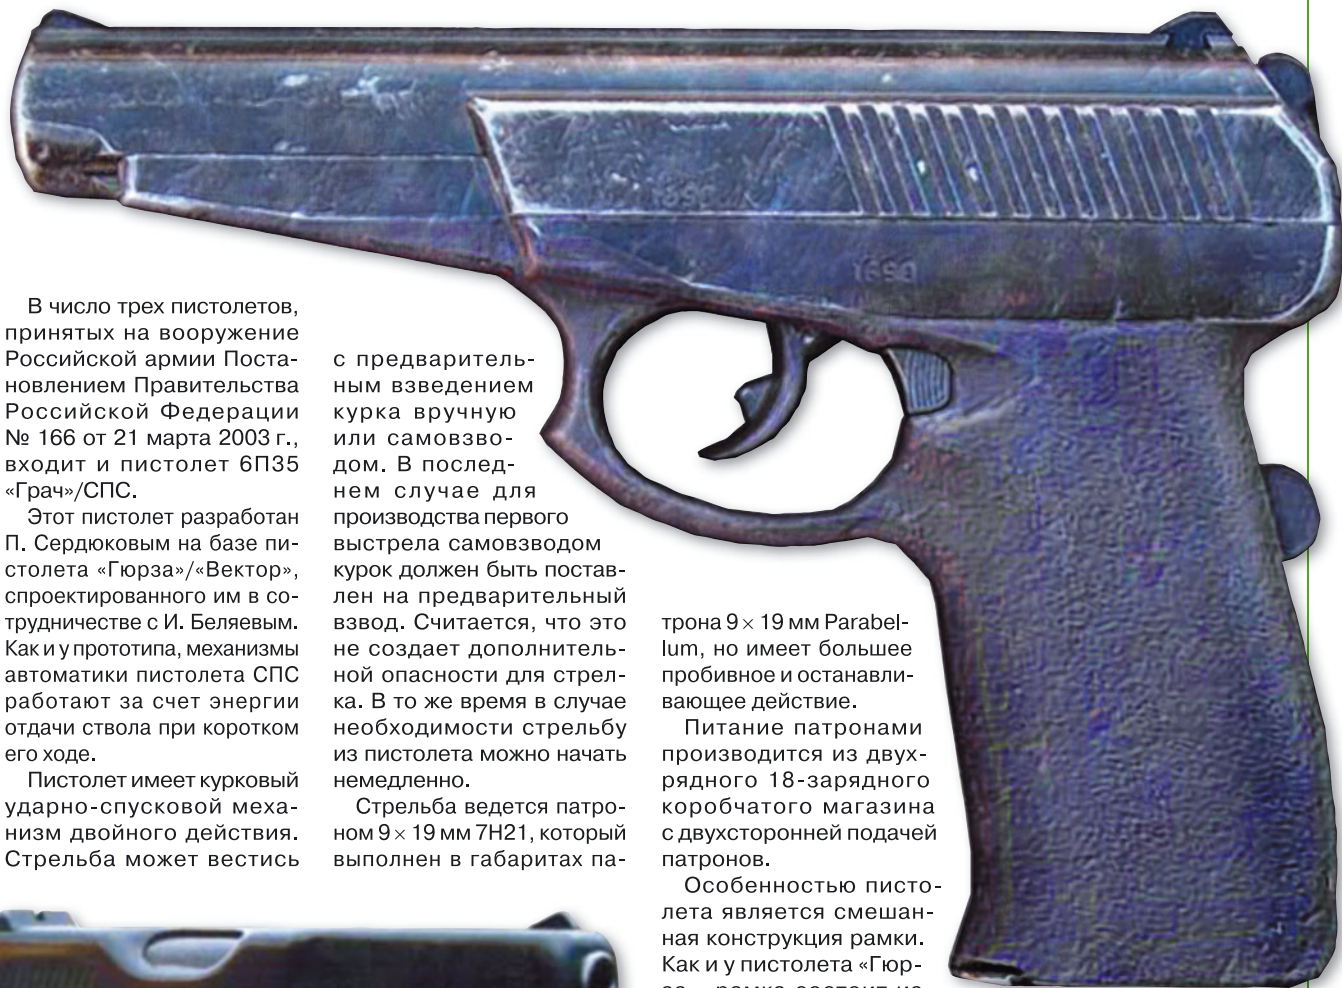 В число трех пистолетов,
принятых на вооружение
Российской армии Поста-
новлением Правительства
Российской Федерации
№ 166 от 21 марта 2003 г.,
входит и пистолет 6П35
«Грач»/СПС.
Этот пистолет разработан
П. Сердюковым на базе пи-
столета «Гюрза»/«Вектор»,
спроектированного им в со-
трудничестве с И. Беляевым.
Как и у прототипа, механизмы
автоматики пистолета СПС
работают за счет энергии
отдачи ствола при коротком
его ходе.
Пистолет имеет курковый
ударно-спусковой меха-
низм двойного действия.
Стрельба может вестись
с предваритель-
ным взведением
курка вручную
или самовзво-
дом. В послед-
нем случае для
производства первого
выстрела самовзводом
курок должен быть постав-
лен на предварительный
взвод. Считается, что это
не создает дополнитель-
ной опасности для стрел-
ка. В то же время в случае
необходимости стрельбу
из пистолета можно начать
немедленно.
Стрельба ведется патро-
ном 9 × 19 мм 7Н21, который
выполнен в габаритах па-
трона 9 × 19 мм Parabel-
lum, но имеет большее
пробивное и останавли-
вающее действие.
Питание патронами
производится из двух-
рядного 18-зарядного
коробчатого магазина
с двухсторонней подачей
патронов.
Особенностью писто-
лета является смешан-
ная конструкция рамки.
Как и у пистолета «Гюр-